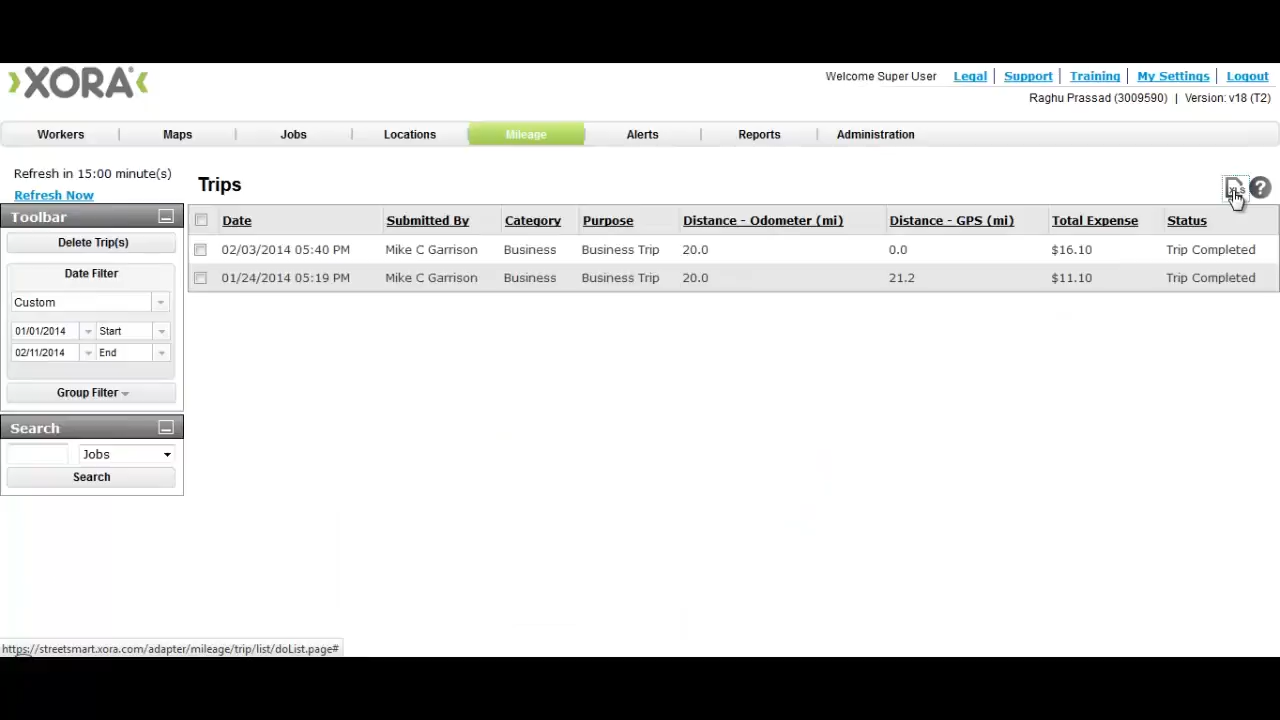 XORA
Welcome Super User Legal Support Training My Settings Logout
Raghu Prassad (3009590) | Version: v18 (T2)
Workers Maps Jobs Locations Mileage Alerts Reports Administration
Refresh in 15:00 minute(s)
Refresh Now
Trips
XLS ?
Toolbar
Delete Trip(s)
Date Filter
Custom
01/01/2014 Start
02/11/2014 End
Group Filter
Search
Jobs
Search
Date Submitted By Category Purpose Distance - Odometer (mi) Distance - GPS (mi) Total Expense Status
02/03/2014 05:40 PM Mike C Garrison Business Business Trip 20.0 0.0 $16.10 Trip Completed
01/24/2014 05:19 PM Mike C Garrison Business Business Trip 20.0 21.2 $11.10 Trip Completed
https://streetsmart.xora.com/adapter/mileage/trip/list/doList.page#